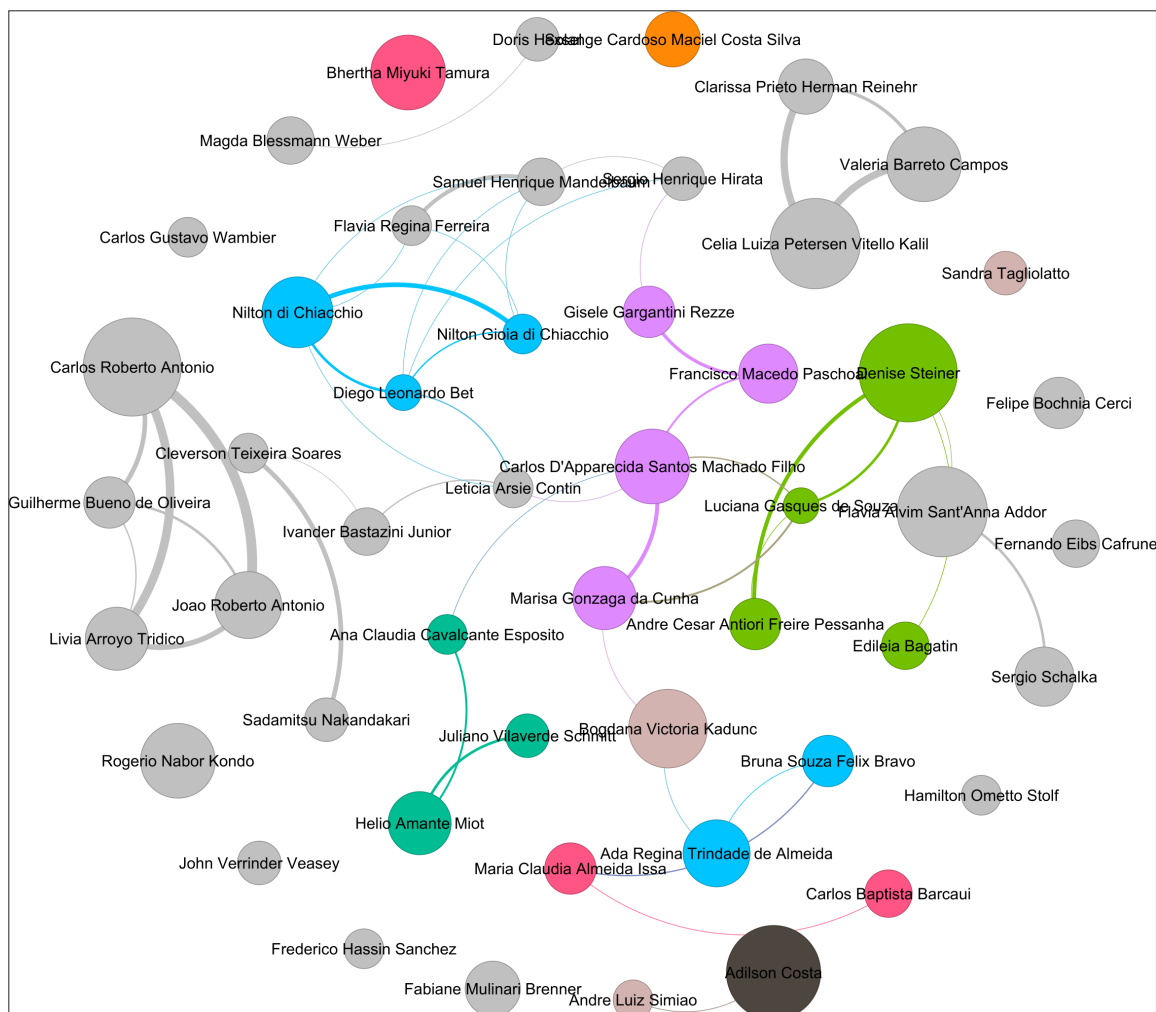 Doris Hexsel
Solange Cardoso Maciel Costa Silva
Bhertha Miyuki Tamura
Clarissa Prieto Herman Reinehr
Magda Blessmann Weber
Valeria Barreto Campos
Samuel Henrique Mandelbaum
Sergio Henrique Hirata
Flavia Regina Ferreira
Carlos Gustavo Wambier
Celia Luiza Petersen Vitello Kalil
Sandra Tagliolatto
Nilton di Chiacchio
Gisele Gargantini Rezze
Nilton Gioia di Chiacchio
Carlos Roberto Antonio
Francisco Macedo Paschoal
Denise Steiner
Diego Leonardo Bet
Felipe Bochnia Cerci
Cleverson Teixeira Soares
Carlos D'Apparecida Santos Machado Filho
Leticia Arsie Contin
Guilherme Bueno de Oliveira
Luciana Gasques de Souza
Flavia Alvim Sant'Anna Addor
Ivander Bastazini Junior
Fernando Eibs Cafrune
Marisa Gonzaga da Cunha
Joao Roberto Antonio
Andre Cesar Antiori Freire Pessanha
Livia Arroyo Tridico
Ana Claudia Cavalcante Esposito
Edileia Bagatin
Sergio Schalka
Sadamitsu Nakandakari
Juliano Vilaverde Schmitt
Bogdana Victoria Kadunc
Rogerio Nabor Kondo
Bruna Souza Felix Bravo
Hamilton Ometto Stolf
Helio Amante Miot
Ada Regina Trindade de Almeida
John Verrinder Veasey
Maria Claudia Almeida Issa
Carlos Baptista Barcaui
Frederico Hassin Sanchez
Adilson Costa
Fabiane Mulinari Brenner
Andre Luiz Simiao